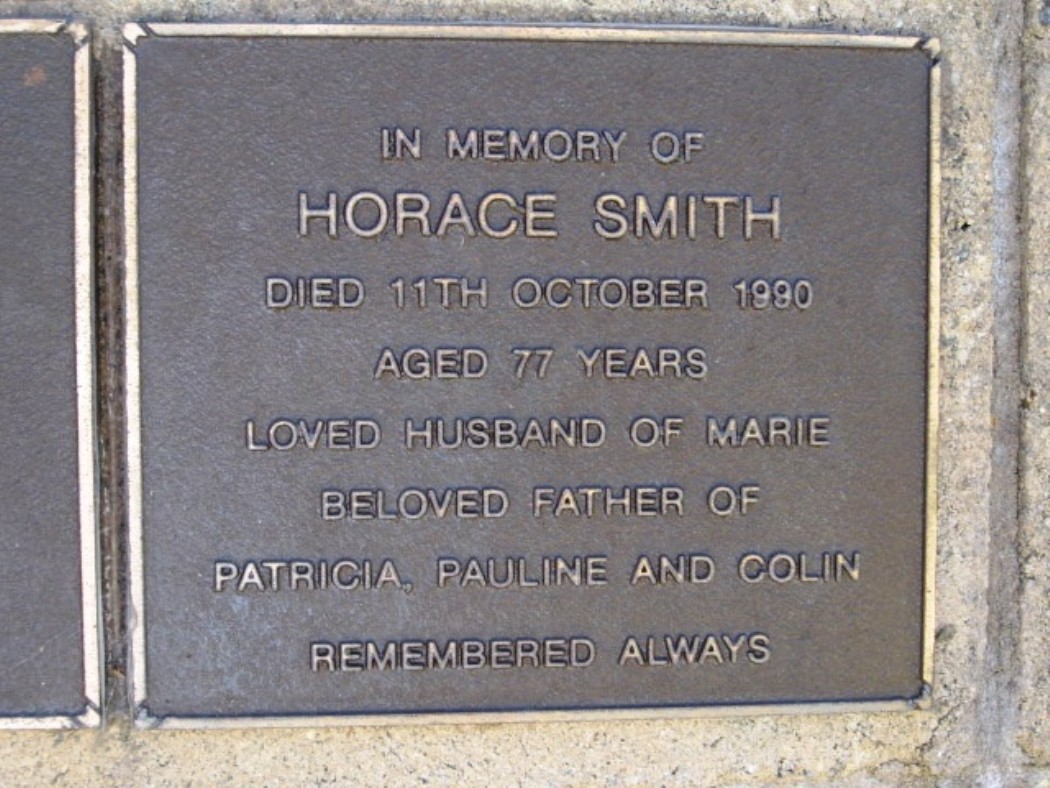 IN MEMORY OF
HORACE SMITH
DIED 11TH OCTOBER 1990
AGED 77 YEARS
LOVED HUSBAND OF MARIE
BELOVED FATHER OF
PATRICIA, PAULINE AND COLIN
REMEMBERED ALWAYS